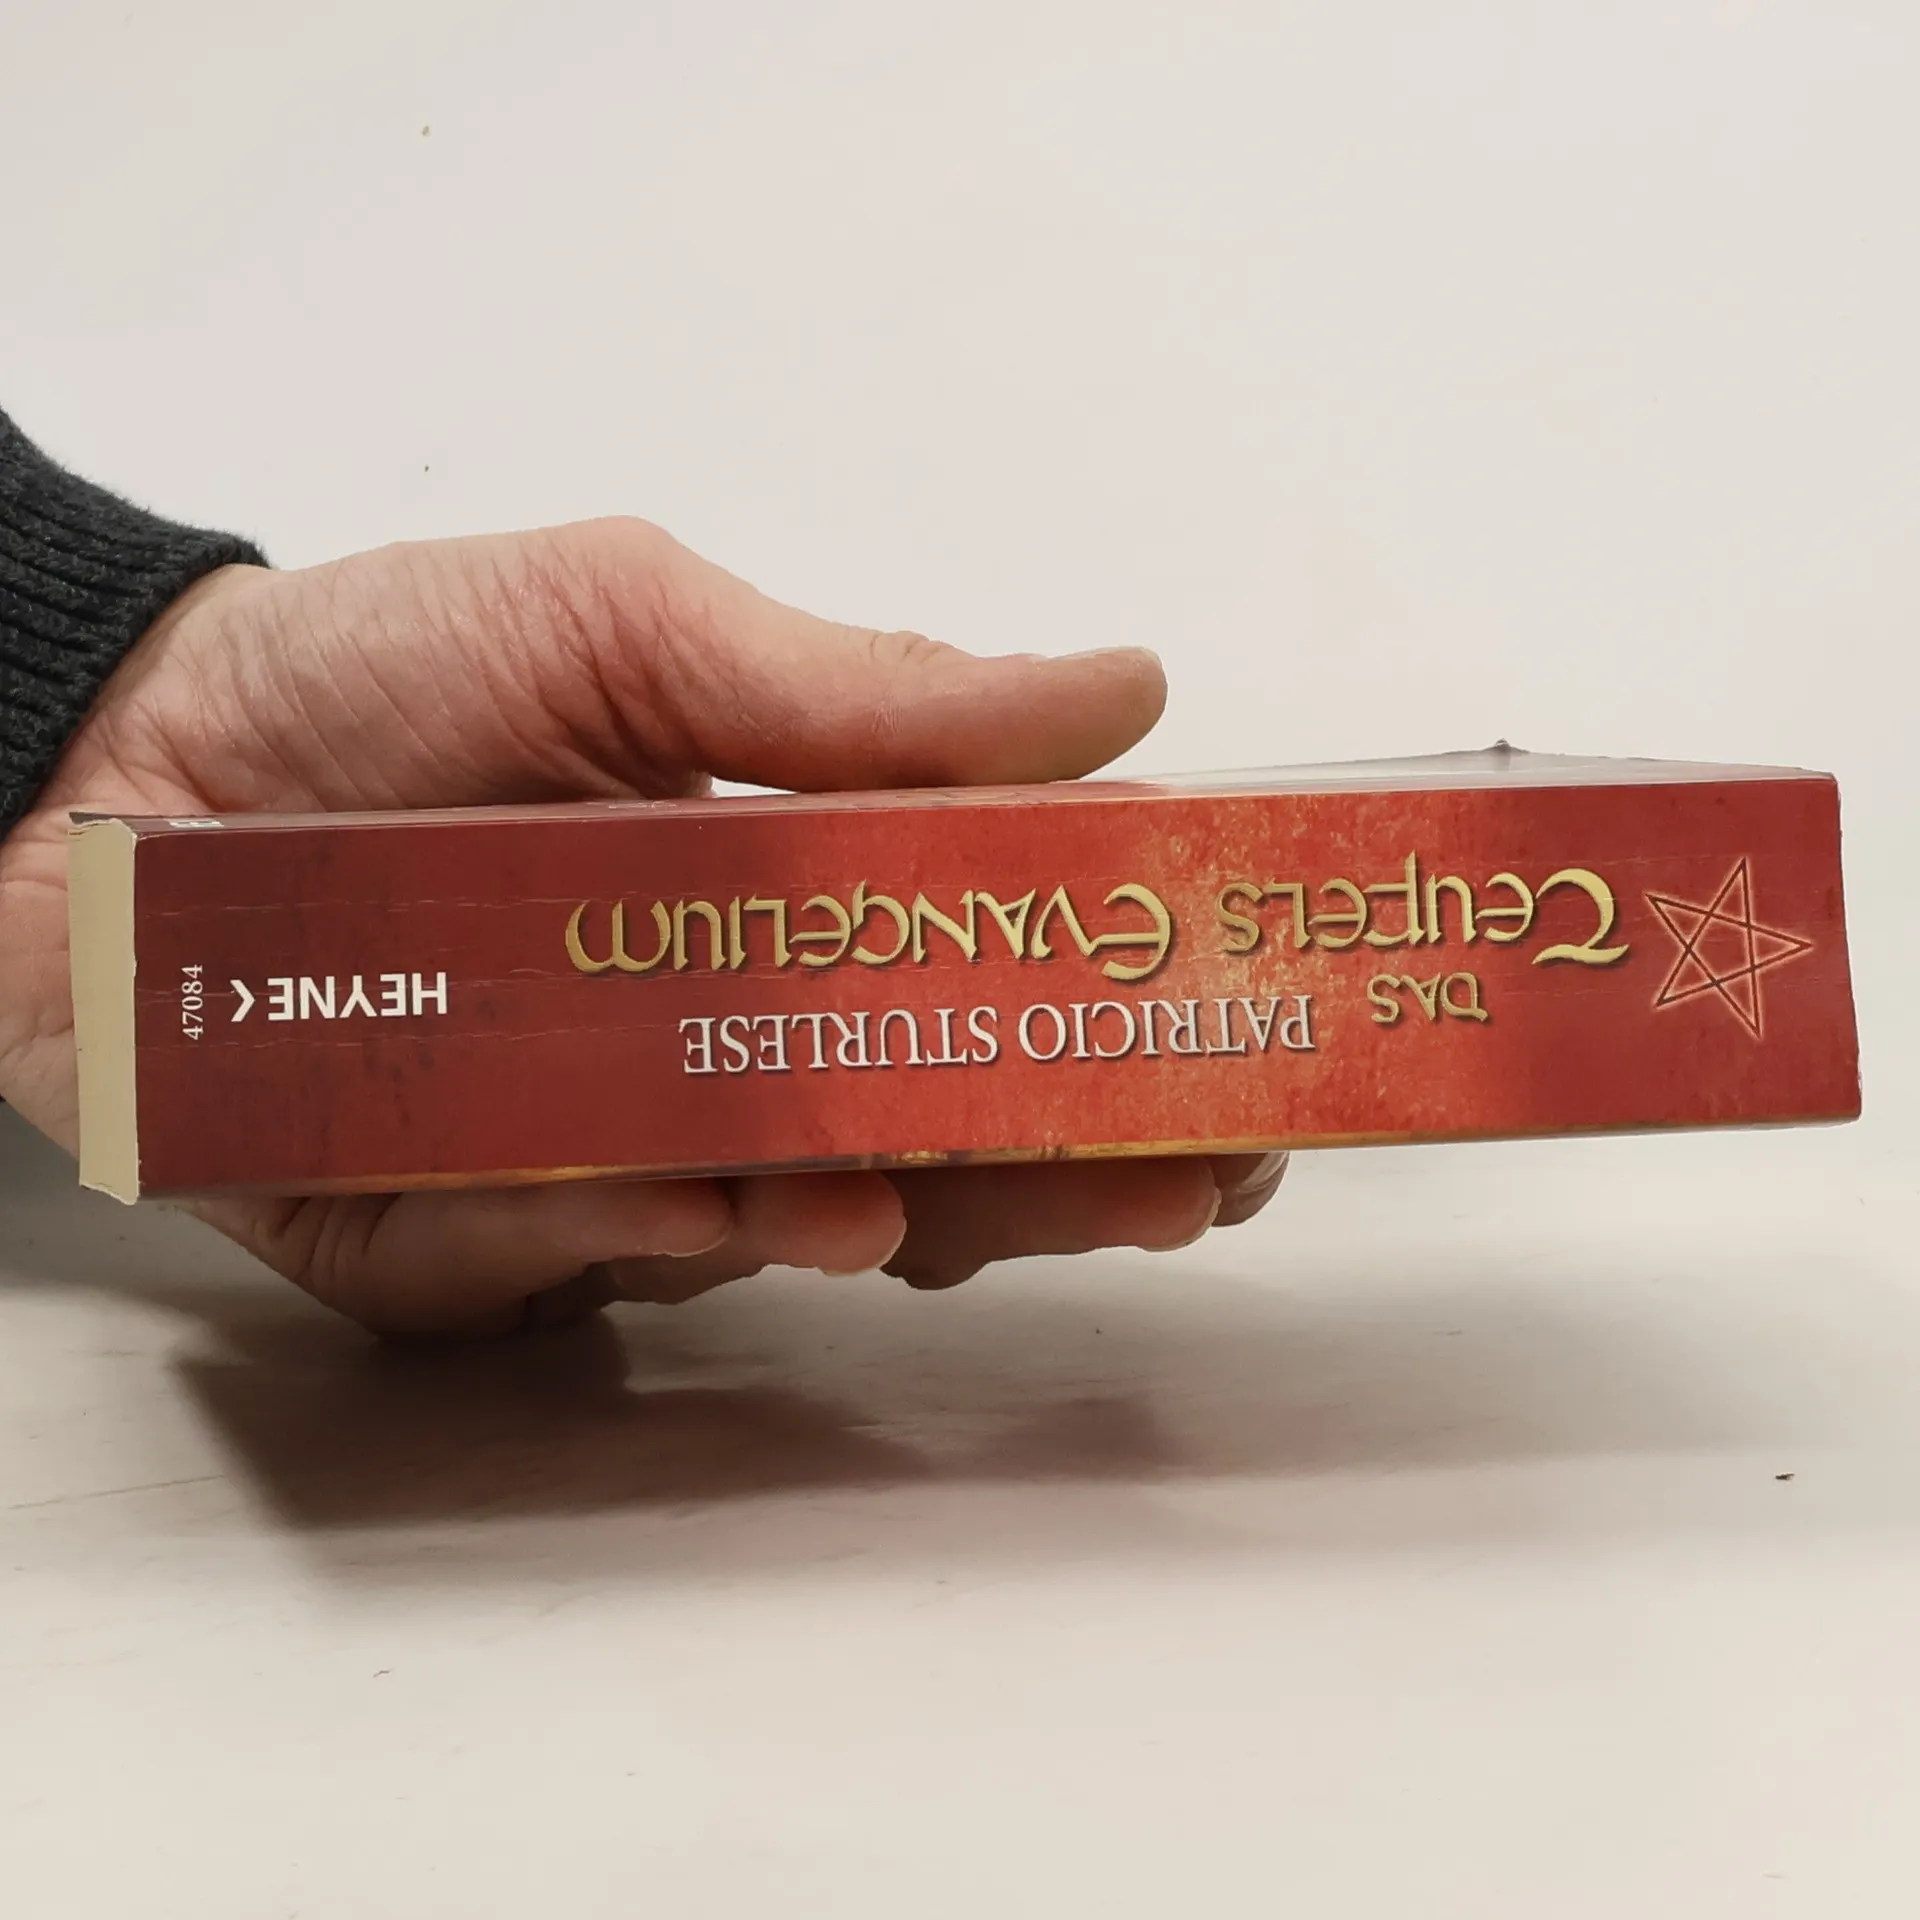 DAS
TEUFELS EVANGELIUM
PATRICIO STURLESE
HEYNE<
47084